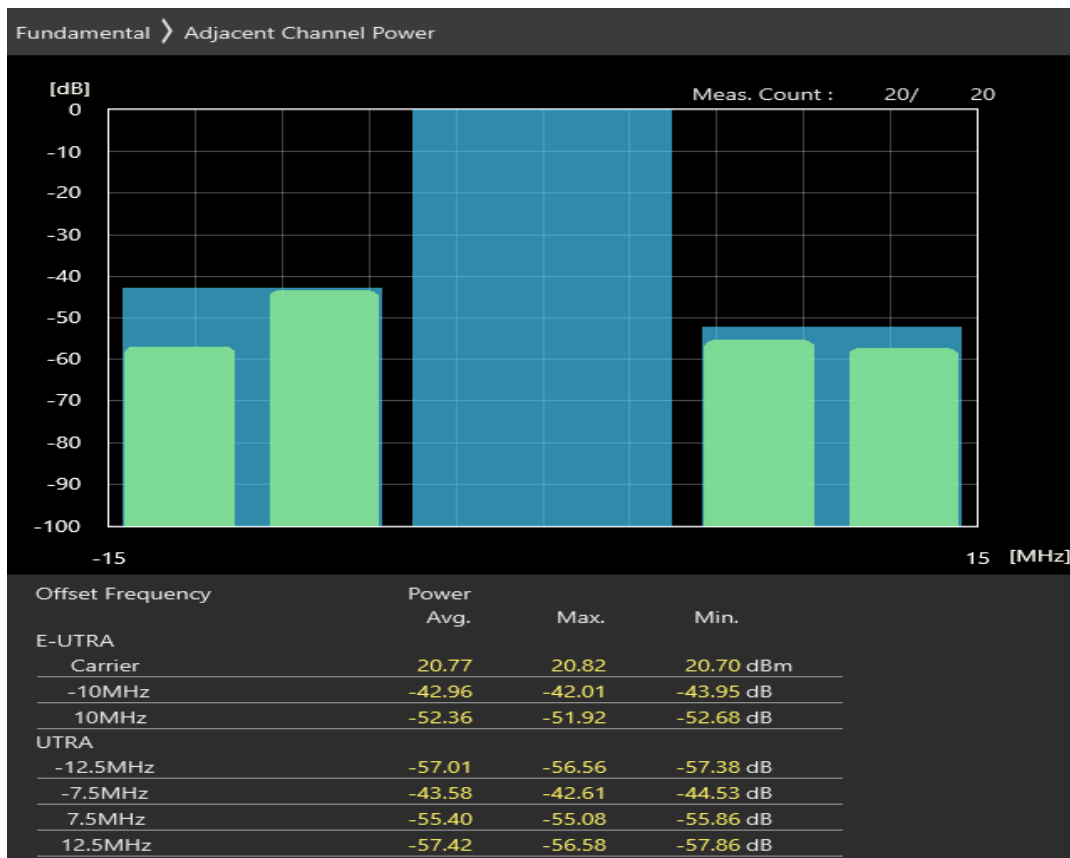 Fundamental 》 Adjacent Channel Power
[dB]
Meas. Count : 20/ 20
0
-10
-20
-30
-40
-50
-60
-70
-80
-90
-100
-15 15 [MHz]
Offset Frequency Power
Avg. Max. Min.
E-UTRA
Carrier 20.77 20.82 20.70 dBm
-10MHz -42.96 -42.01 -43.95 dB
10MHz -52.36 -51.92 -52.68 dB
UTRA
-12.5MHz -57.01 -56.56 -57.38 dB
-7.5MHz -43.58 -42.61 -44.53 dB
7.5MHz -55.40 -55.08 -55.86 dB
12.5MHz -57.42 -56.58 -57.86 dB